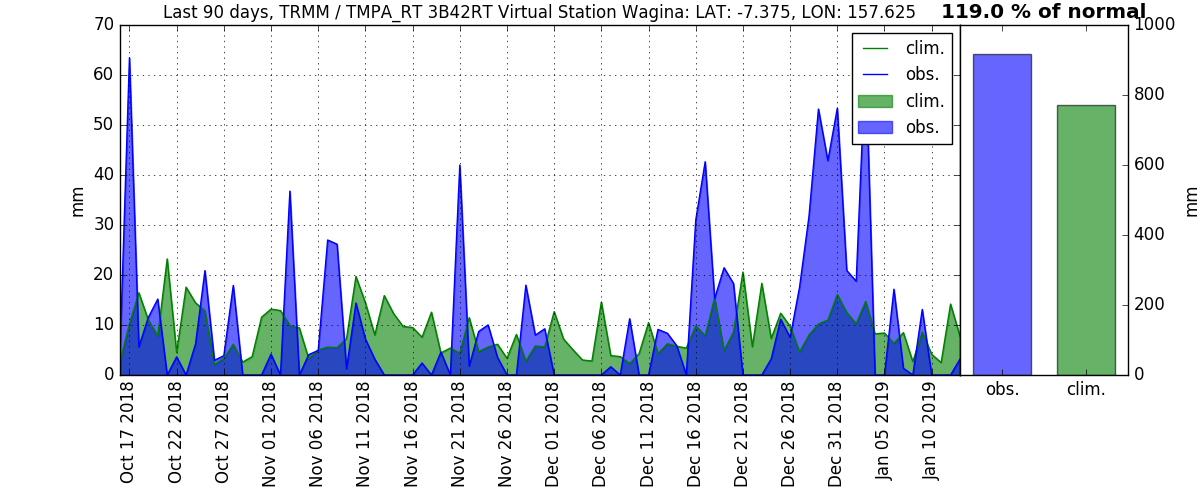 Last 90 days, TRMM / TMPA_RT 3B42RT Virtual Station Wagina: LAT: -7.375, LON: 157.625
119.0 % of normal
mm
70
60
50
40
30
20
10
0
clim.
obs.
clim.
obs.
Oct 17 2018
Oct 22 2018
Oct 27 2018
Nov 01 2018
Nov 06 2018
Nov 11 2018
Nov 16 2018
Nov 21 2018
Nov 26 2018
Dec 01 2018
Dec 06 2018
Dec 11 2018
Dec 16 2018
Dec 21 2018
Dec 26 2018
Dec 31 2018
Jan 05 2019
Jan 10 2019
1000
800
600
400
200
0
mm
obs.
clim.